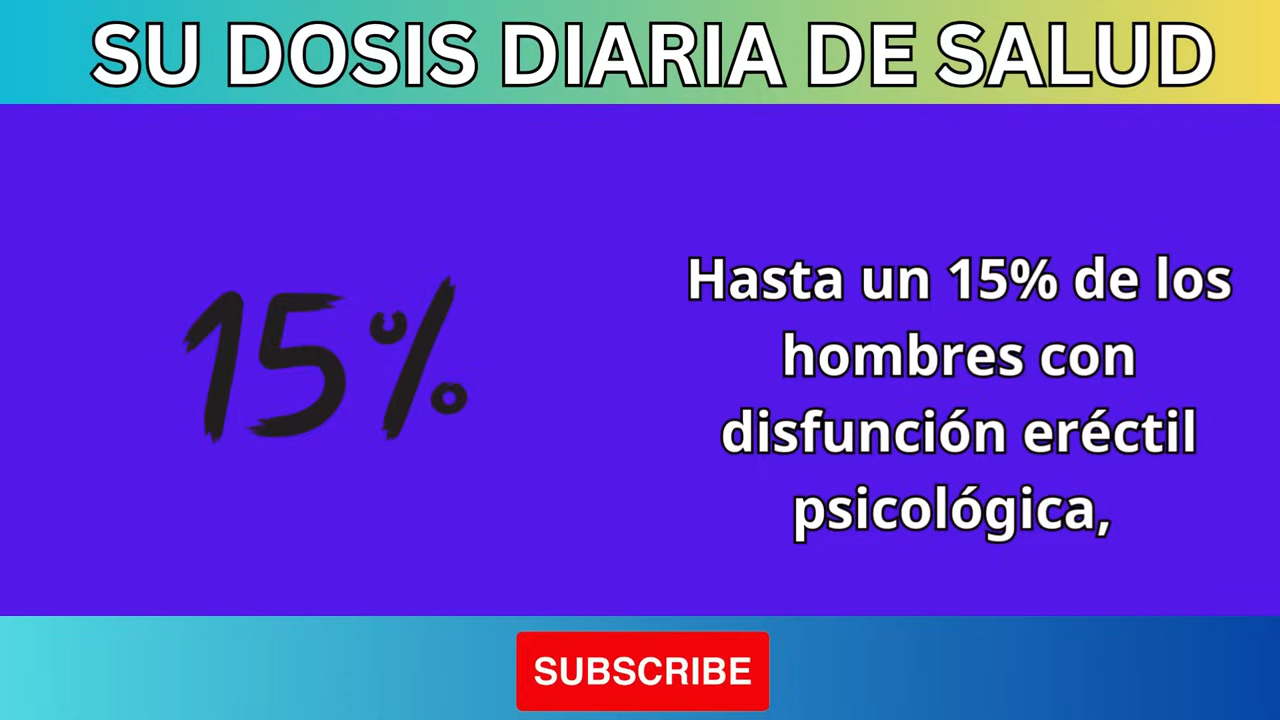 SU DOSIS DIARIA DE SALUD
15%
Hasta un 15% de los
hombres con
disfunción eréctil
psicológica,
SUBSCRIBE